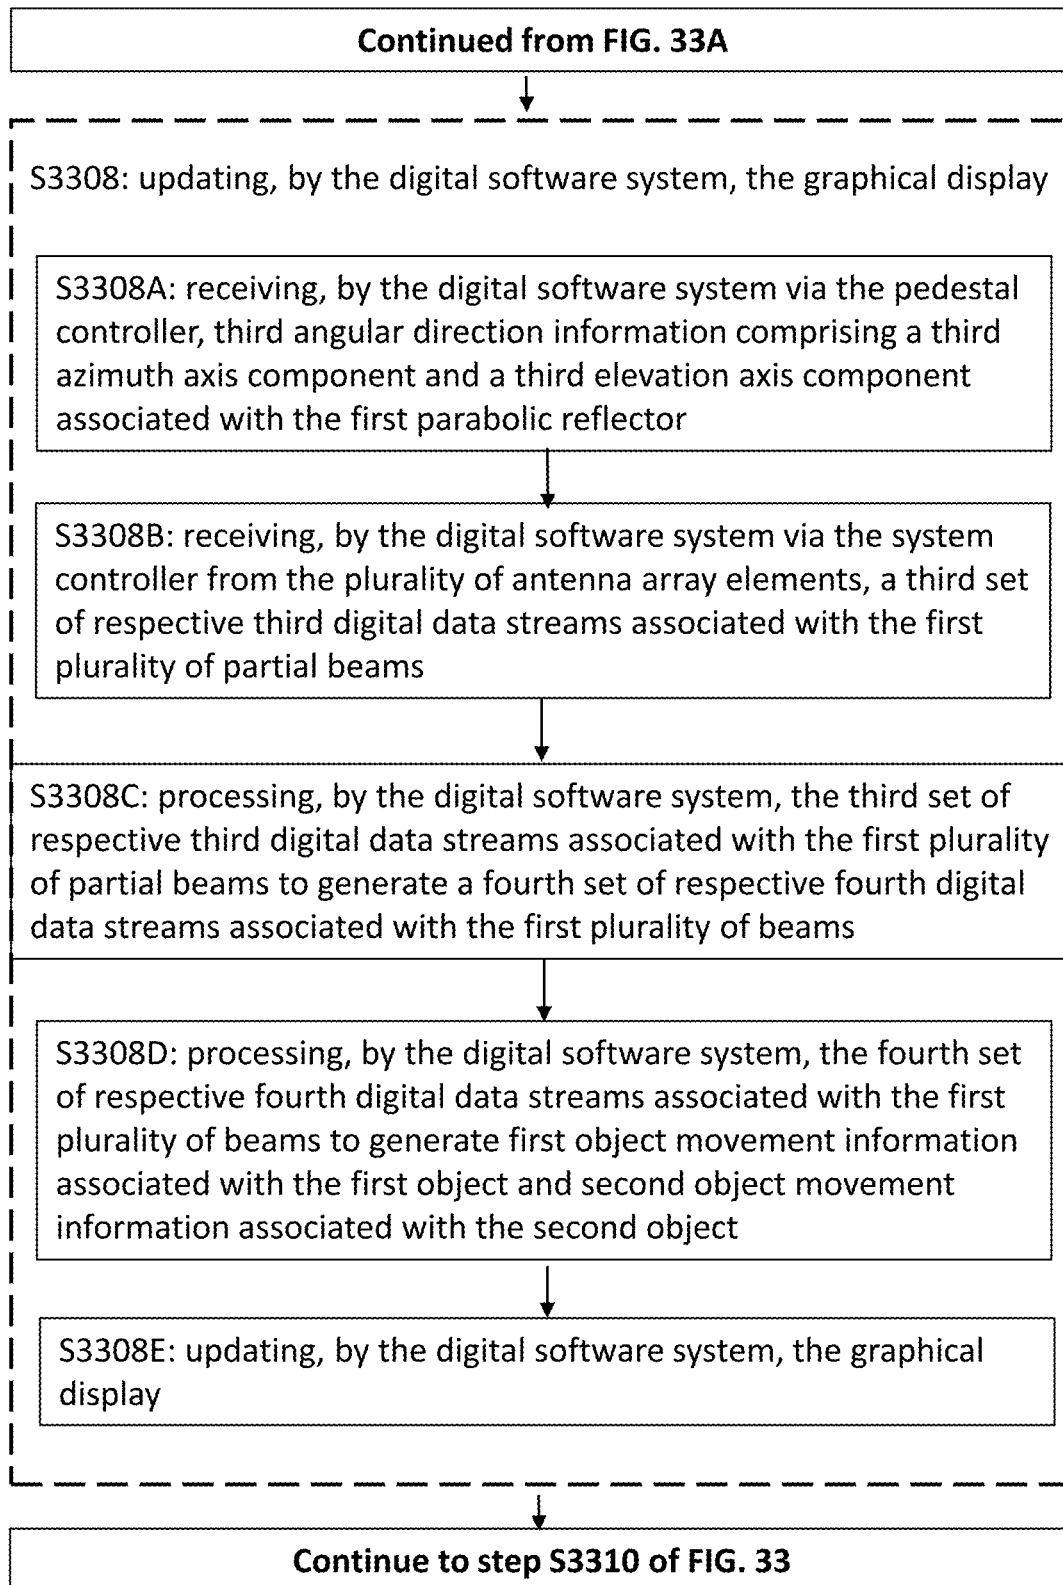 Continued from FIG. 33A
S3308: updating, by the digital software system, the graphical display
S3308A: receiving, by the digital software system via the pedestal
controller, third angular direction information comprising a third
azimuth axis component and a third elevation axis component
associated with the first parabolic reflector
S3308B: receiving, by the digital software system via the system
controller from the plurality of antenna array elements, a third set
of respective third digital data streams associated with the first
plurality of partial beams
S3308C: processing, by the digital software system, the third set of
respective third digital data streams associated with the first plurality
of partial beams to generate a fourth set of respective fourth digital
data streams associated with the first plurality of beams
S3308D: processing, by the digital software system, the fourth set
of respective fourth digital data streams associated with the first
plurality of beams to generate first object movement information
associated with the first object and second object movement
information associated with the second object
S3308E: updating, by the digital software system, the graphical
display
Continue to step S3310 of FIG. 33